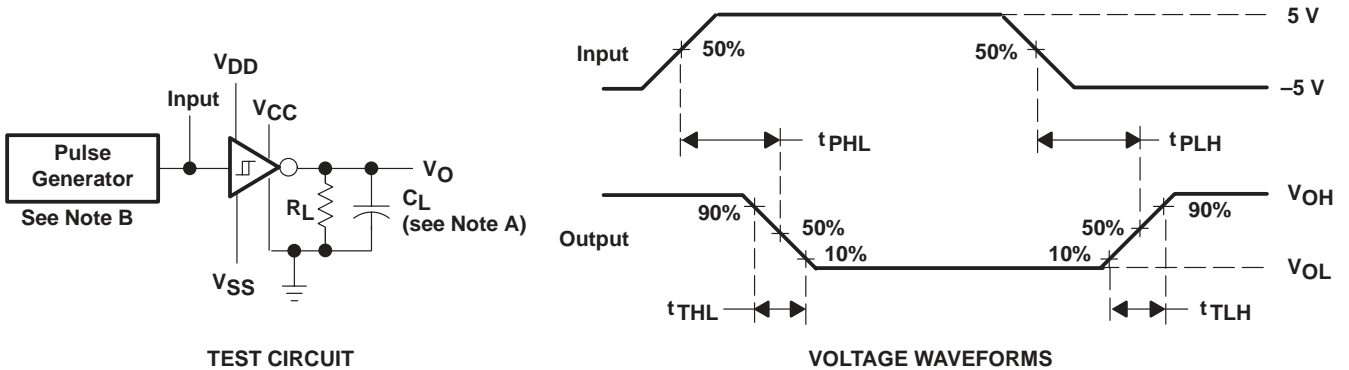 VDD
Input
VCC
Pulse
Generator
See Note B
VO
RL
CL
(see Note A)
VSS
TEST CIRCUIT
5 V
Input
50%
50%
–5 V
tPHL
tPLH
VOH
90%
90%
Output
50%
50%
10%
10%
VOL
tTHL
tTLH
VOLTAGE WAVEFORMS